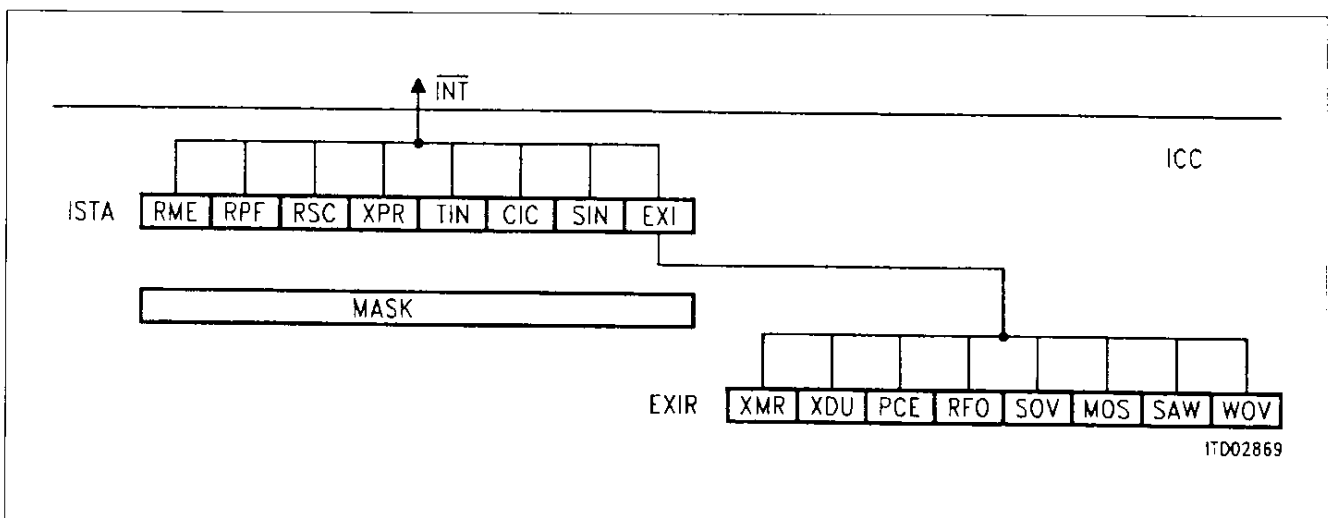 INT
ICC
ISTA RME RPF RSC XPR TIN CIC SIN EXI
MASK
EXIR XMR XDU PCE RFO SOV MOS SAW WOV
ITD02869